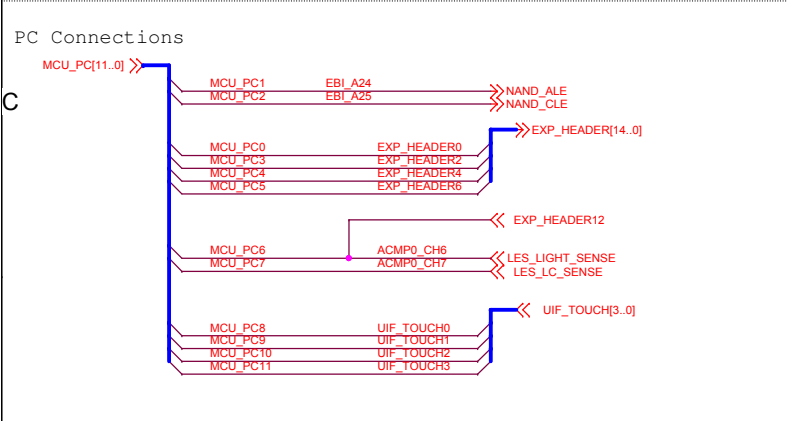 PC Connections
MCU_PC[11..0]
C
MCU_PC1 EBI_A24 NAND_ALE
MCU_PC2 EBI_A25 NAND_CLE
EXP_HEADER[14..0]
MCU_PC0 EXP_HEADER0
MCU_PC3 EXP_HEADER2
MCU_PC4 EXP_HEADER4
MCU_PC5 EXP_HEADER6
EXP_HEADER12
MCU_PC6 ACMP0_CH6 LES_LIGHT_SENSE
MCU_PC7 ACMP0_CH7 LES_LC_SENSE
UIF_TOUCH[3..0]
MCU_PC8 UIF_TOUCH0
MCU_PC9 UIF_TOUCH1
MCU_PC10 UIF_TOUCH2
MCU_PC11 UIF_TOUCH3